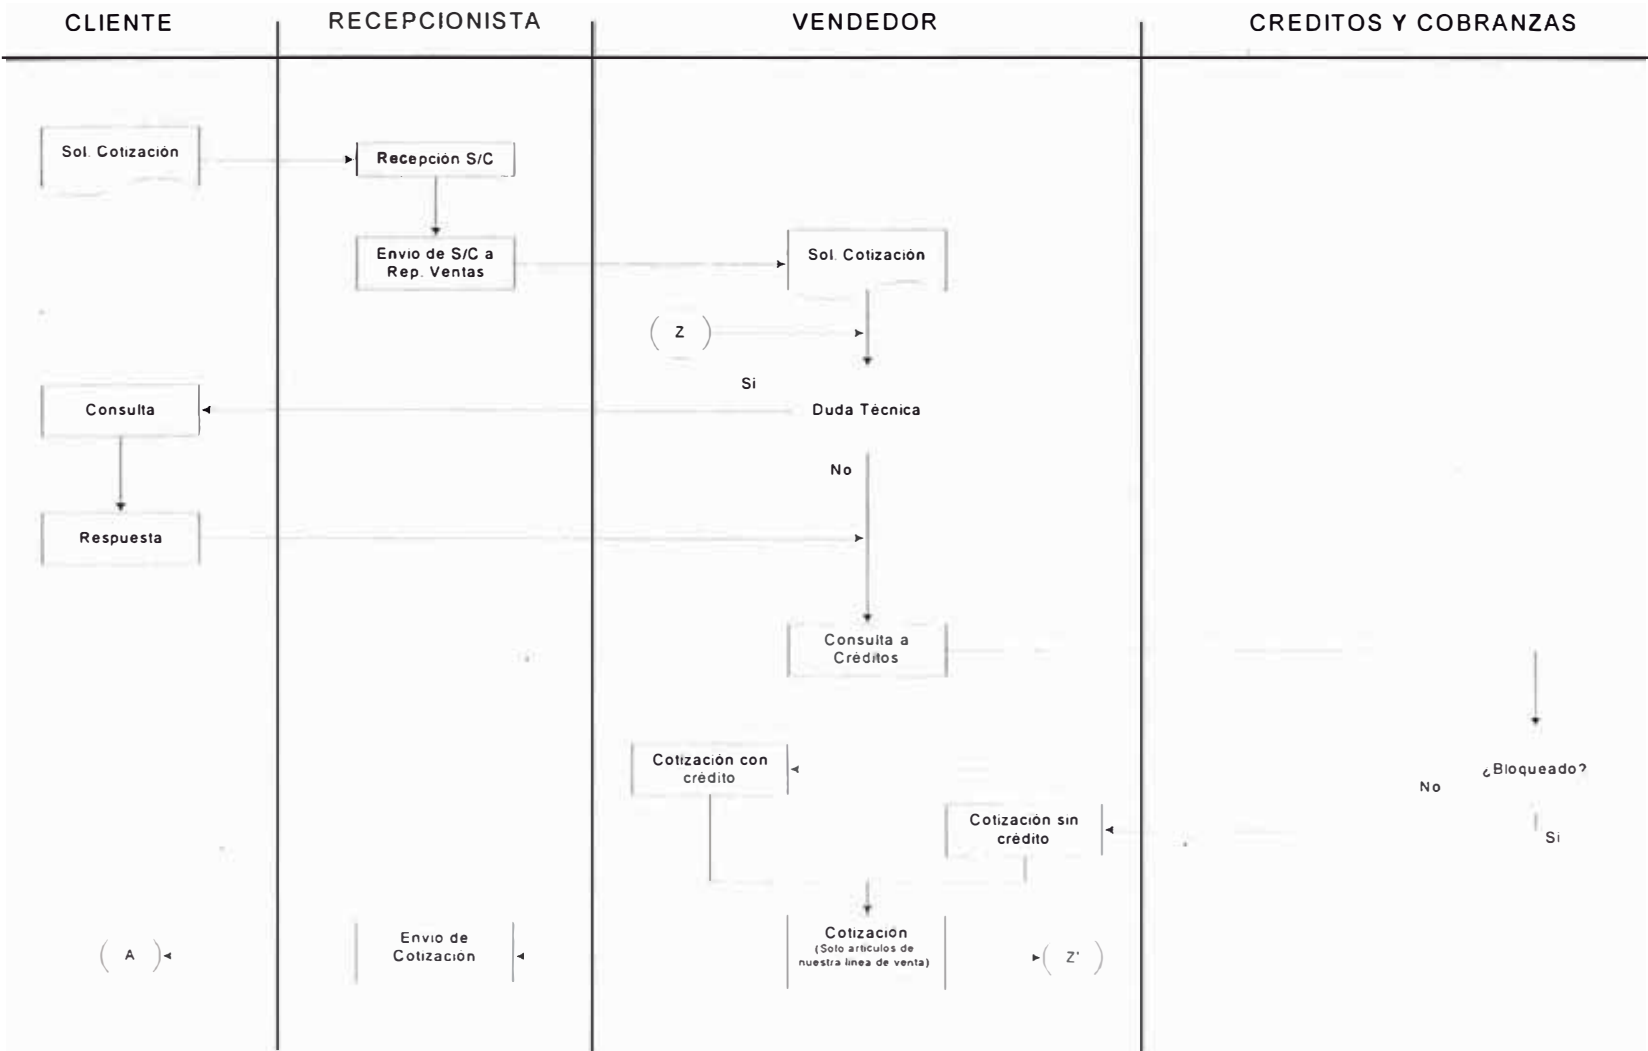 CLIENTE
RECEPCIONISTA
VENDEDOR
CREDITOS Y COBRANZAS
Sol. Cotización
Recepción S/C
Envio de S/C a
Rep. Ventas
Sol. Cotización
Z
Si
Consulta
Duda Técnica
No
Respuesta
Consulta a
Créditos
Cotización con
crédito
¿Bloqueado?
No
Cotización sin
crédito
Si
A
Envio de
Cotización
Cotización
(Solo articulos de
nuestra linea de venta)
Z'